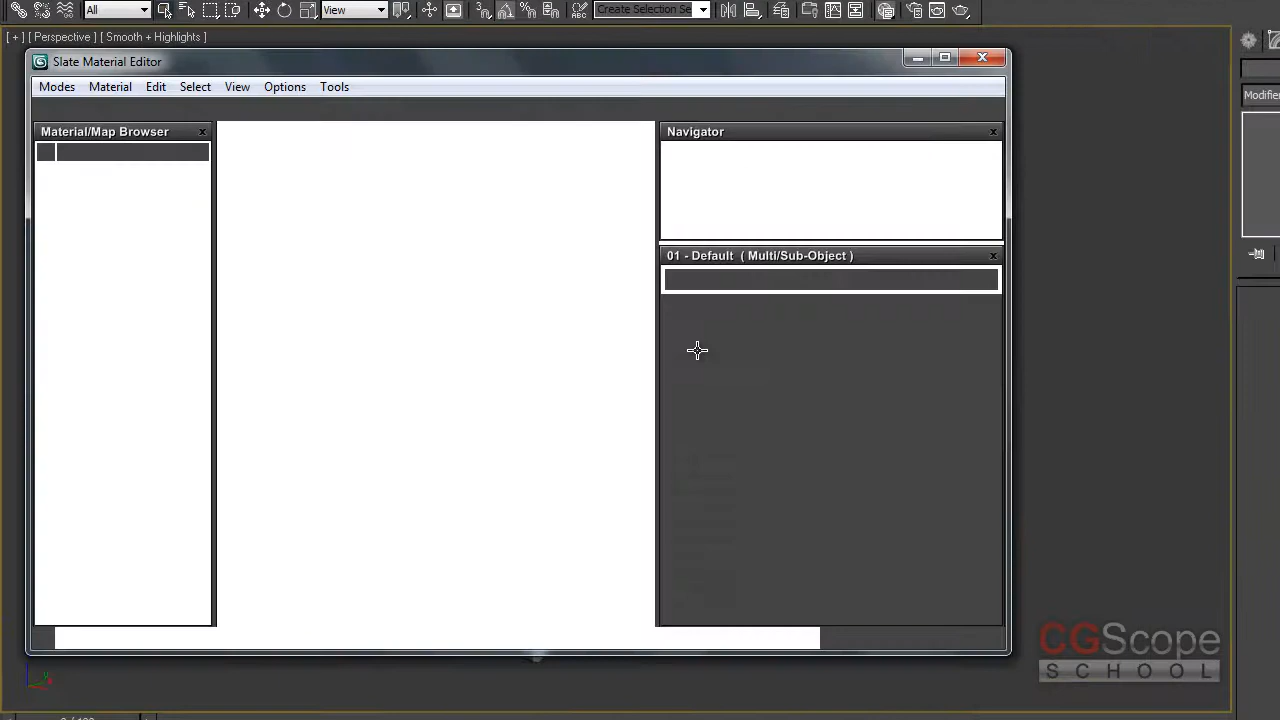 All
View
Create Selection Se
[ + ] [ Perspective ] [ Smooth + Highlights ]
Slate Material Editor
Modes Material Edit Select View Options Tools
Material/Map Browser x
Navigator x
01 - Default ( Multi/Sub-Object ) x
Modifier
CGScope
SCHOOL